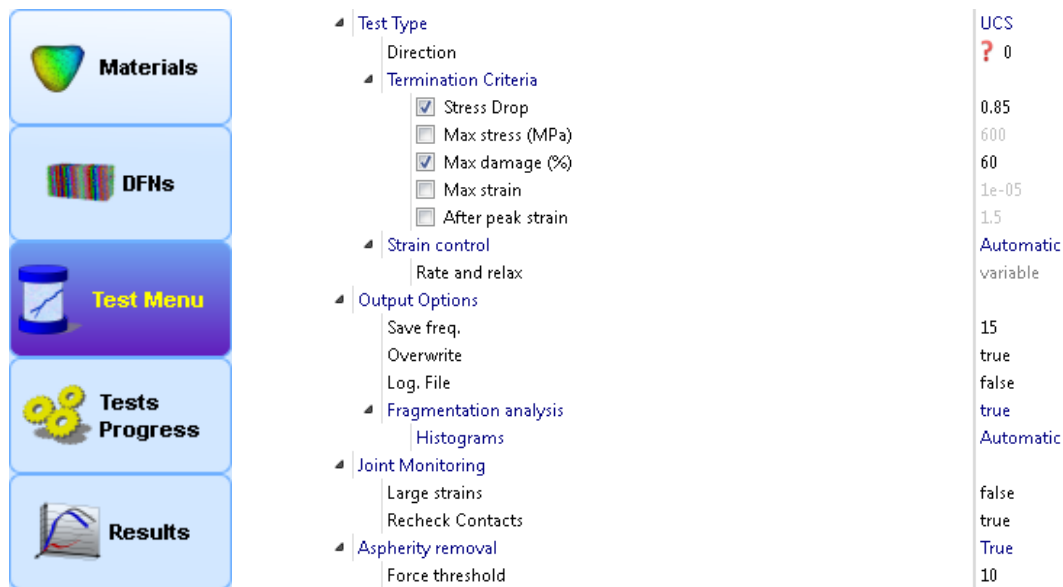 Materials
DFNs
Test Menu
Tests
Progress
Results
Test Type UCS
Direction ? 0
Termination Criteria
Stress Drop 0.85
Max stress (MPa) 600
Max damage (%) 60
Max strain 1e-05
After peak strain 1.5
Strain control Automatic
Rate and relax variable
Output Options
Save freq. 15
Overwrite true
Log. File false
Fragmentation analysis true
Histograms Automatic
Joint Monitoring
Large strains false
Recheck Contacts true
Aspherity removal True
Force threshold 10